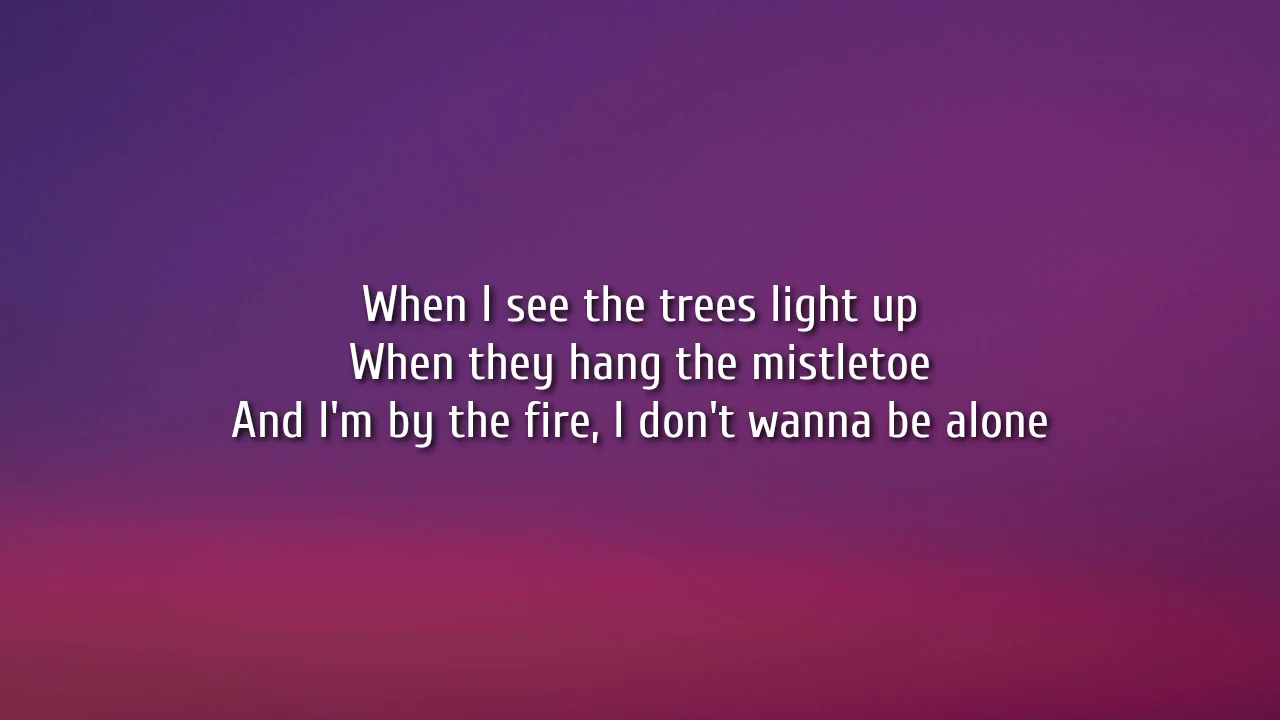 When I see the trees light up
When they hang the mistletoe
And I'm by the fire, I don't wanna be alone